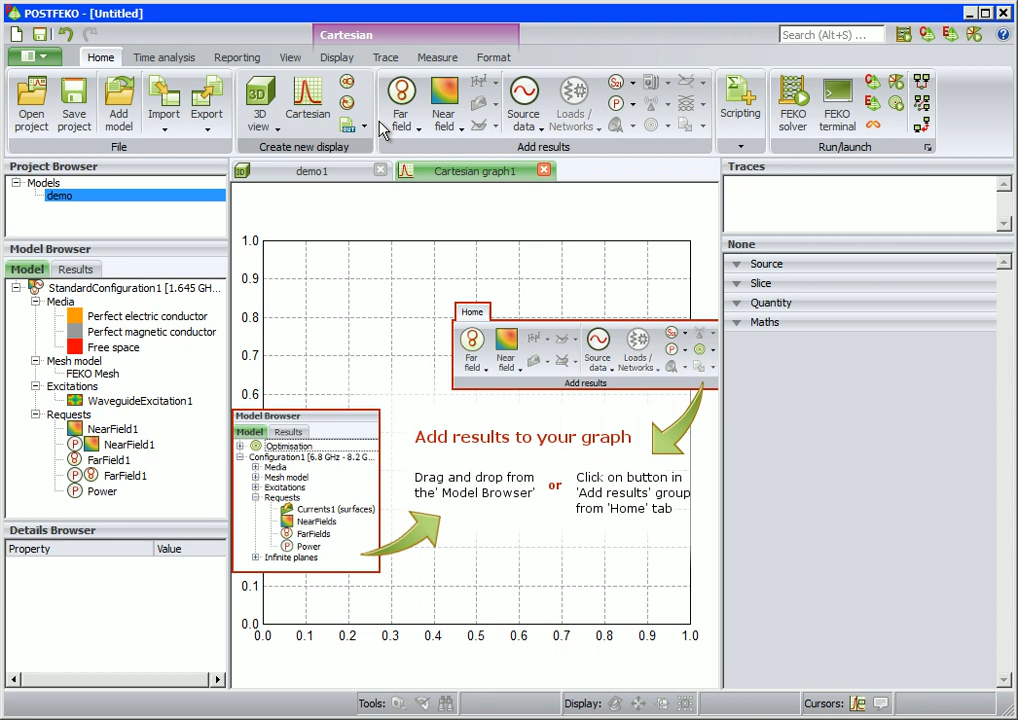 POSTFEKO - [Untitled]
Cartesian
Search (Alt+S) ...
Home
Time analysis
Reporting
View
Display
Trace
Measure
Format
Open project
Save project
Add model
Import
Export
3D view
Cartesian
OUT
Far field
Near field
Source data
Loads / Networks
Scripting
FEKO solver
FEKO terminal
File
Create new display
Add results
Run/launch
Project Browser
Models
demo
Model Browser
Model
Results
StandardConfiguration1 [1.645 GH...
Media
Perfect electric conductor
Perfect magnetic conductor
Free space
Mesh model
FEKO Mesh
Excitations
WaveguideExcitation1
Requests
NearField1
P NearField1
FarField1
P FarField1
P Power
Details Browser
Property
Value
3D demo1
Cartesian graph1
1.0
0.9
0.8
0.7
0.6
0.1
0.0
0.0
0.1
0.2
0.3
0.4
0.5
0.6
0.7
0.8
0.9
1.0
Home
Far field
Near field
Source data
Loads / Networks
Add results
Model Browser
Model
Results
Optimisation
Configuration1 [6.8 GHz - 8.2 G...
Media
Mesh model
Excitations
Requests
Currents1 (surfaces)
NearFields
FarFields
P Power
Infinite planes
Add results to your graph
Drag and drop from
the' Model Browser'
or
Click on button in
'Add results' group
from 'Home' tab
Traces
None
Source
Slice
Quantity
Maths
Tools:
Display:
Cursors: